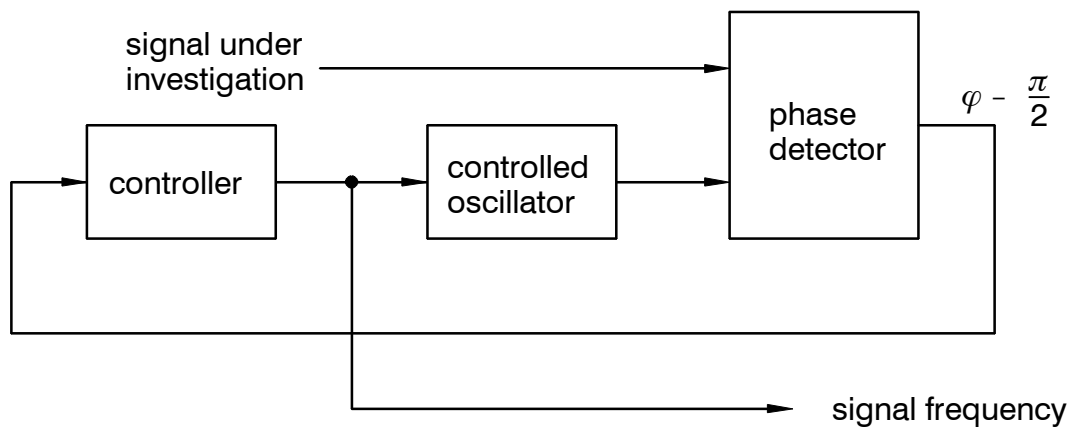 signal under
investigation
phase
detector
φ - π/2
controller
controlled
oscillator
signal frequency